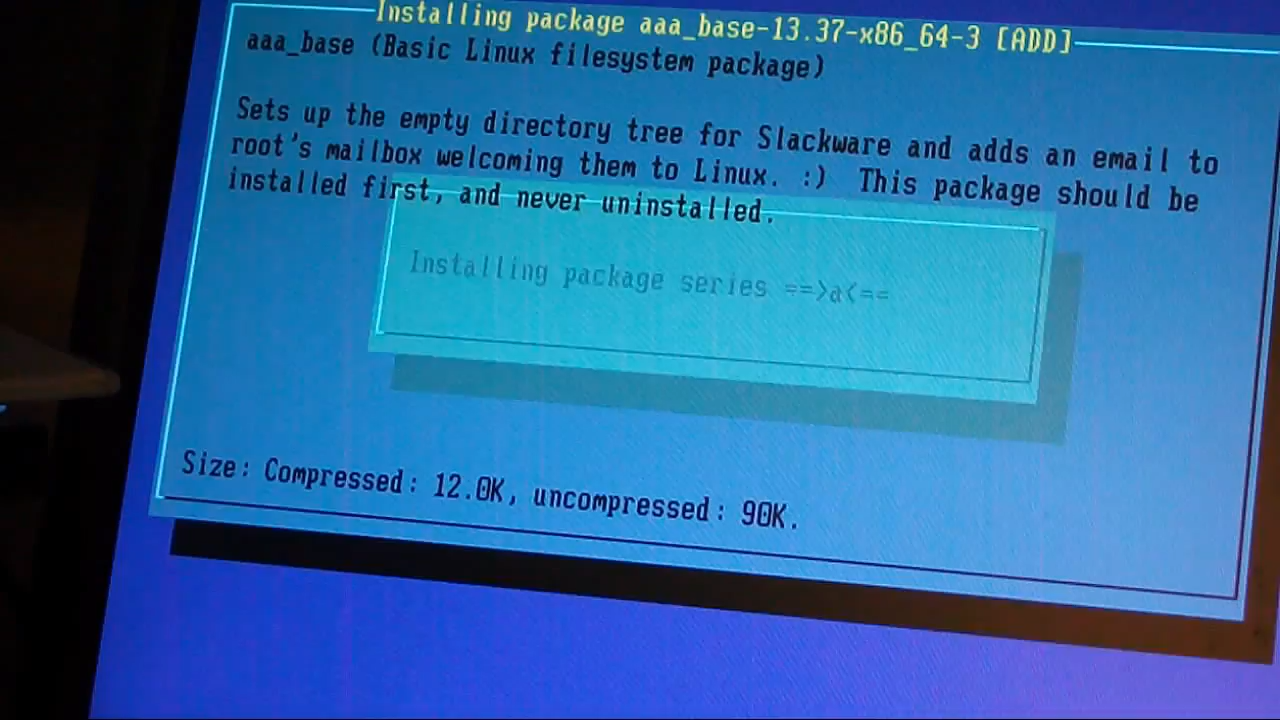 Installing package aaa_base-13.37-x86_64-3 [ADD]
aaa_base (Basic Linux filesystem package)
Sets up the empty directory tree for Slackware and adds an email to
root's mailbox welcoming them to Linux. :)  This package should be
installed first, and never uninstalled.
Installing package series ==>a<==
Size: Compressed: 12.0K, uncompressed: 90K.